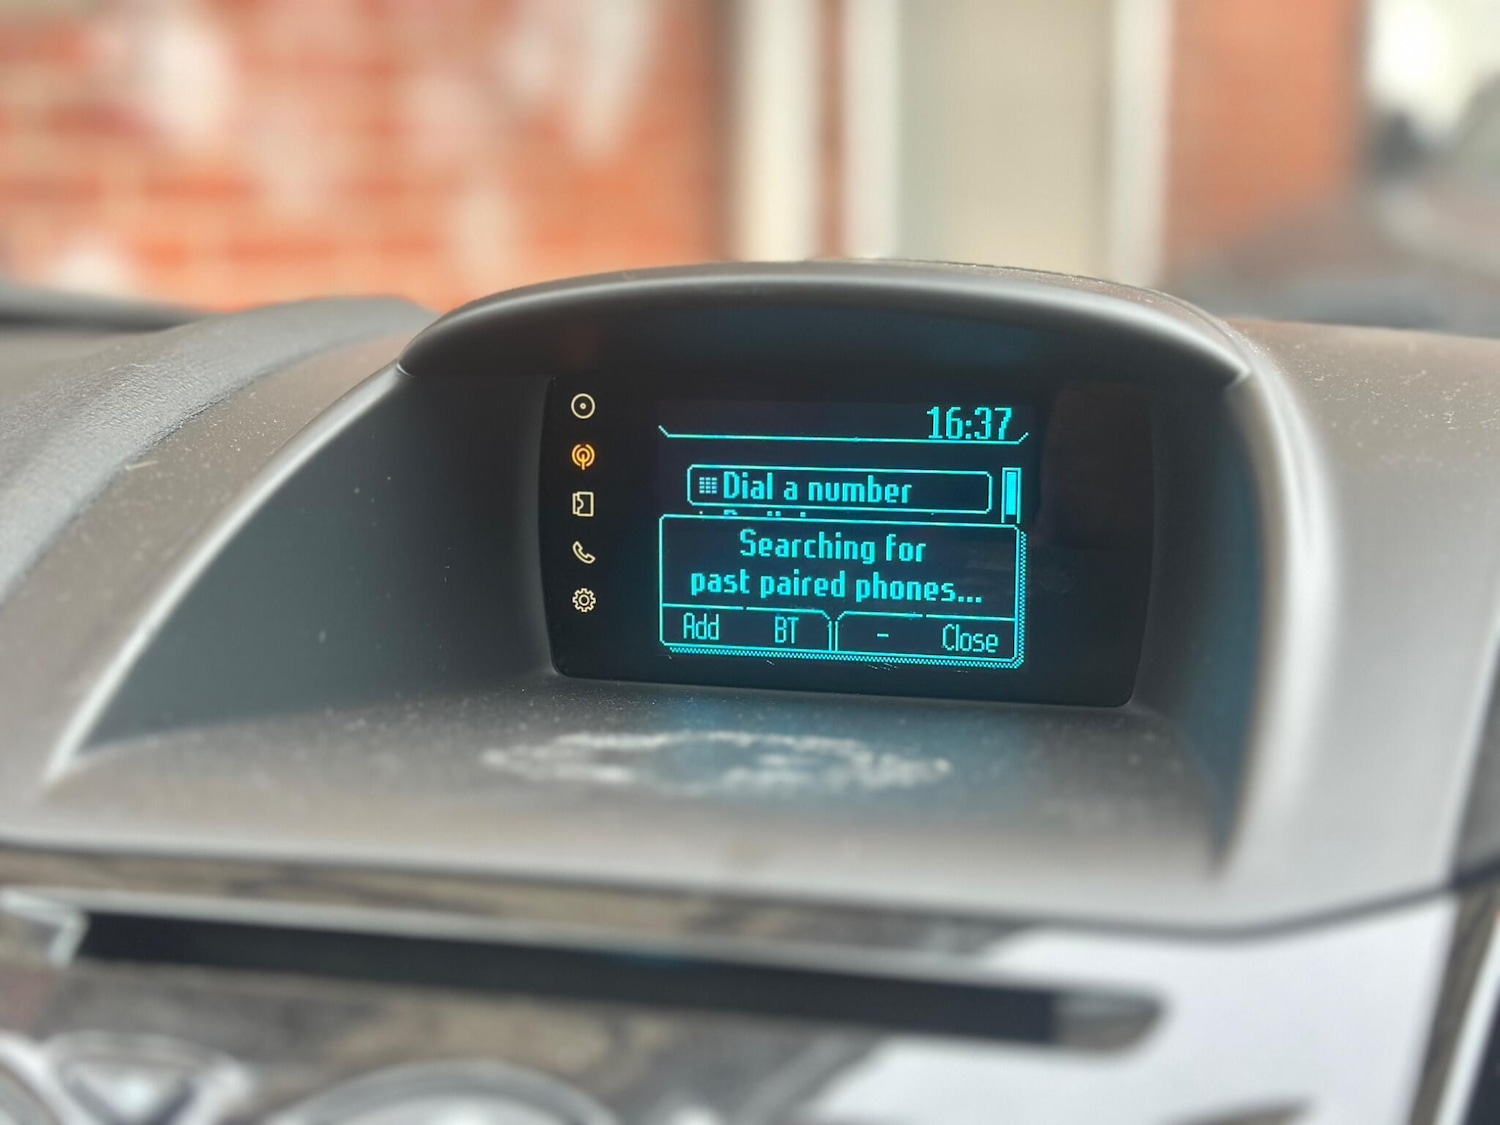 16:37
Dial a number
Searching for
past paired phones...
Add BT - Close